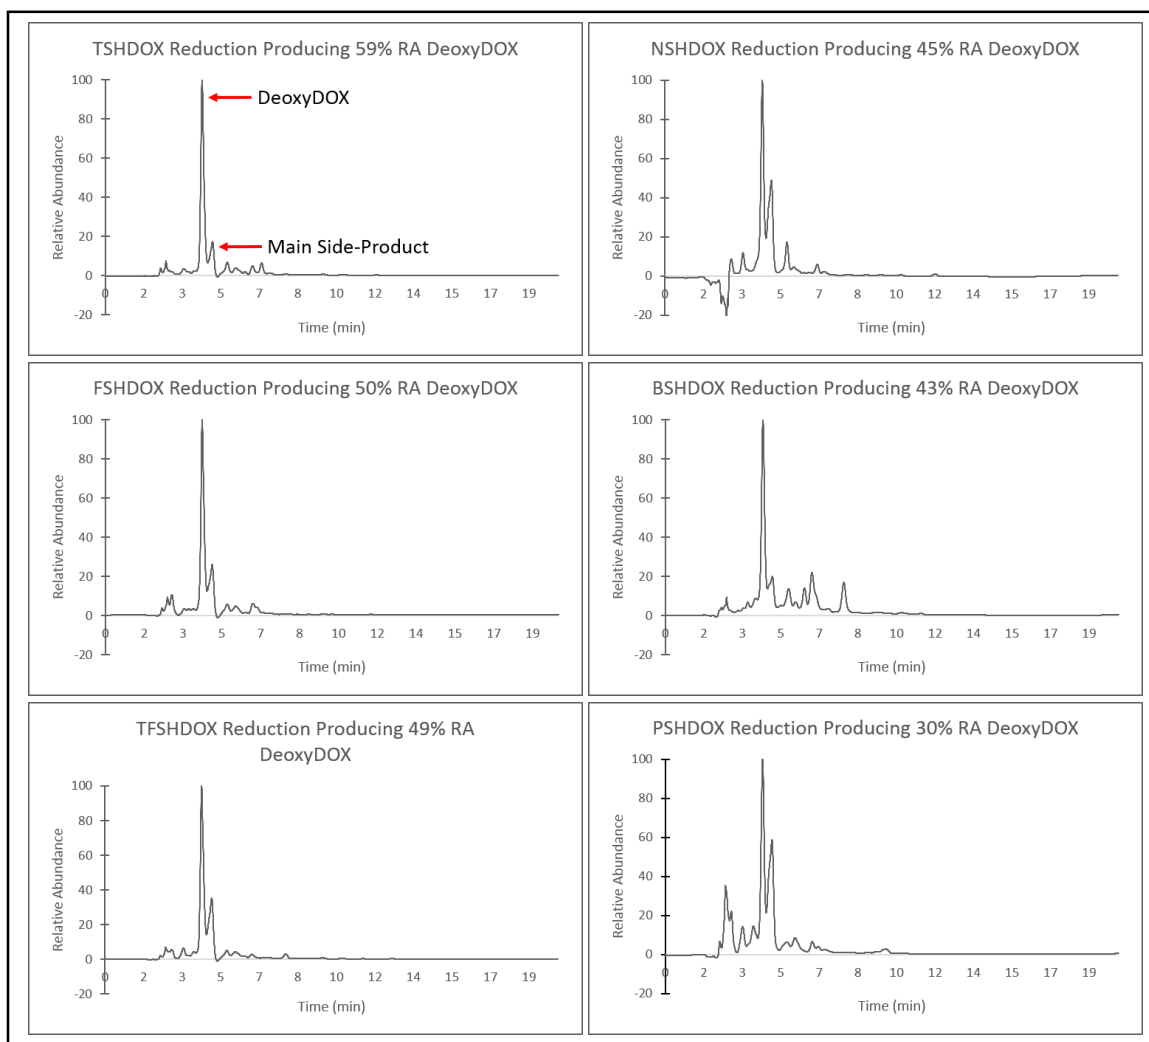 TSHDOX Reduction Producing 59% RA DeoxyDOX
100
80
60
40
20
0
-20
Relative Abundance
DeoxyDOX
Main Side-Product
0 2 3 5 7 8 10 12 14 15 17 19
Time (min)
NSHDOX Reduction Producing 45% RA DeoxyDOX
100
80
60
40
20
0
-20
Relative Abundance
0 2 3 5 7 8 10 12 14 15 17 19
Time (min)
FSHDOX Reduction Producing 50% RA DeoxyDOX
100
80
60
40
20
0
-20
Relative Abundance
0 2 3 5 7 8 10 12 14 15 17 19
Time (min)
BSHDOX Reduction Producing 43% RA DeoxyDOX
100
80
60
40
20
0
-20
Relative Abundance
0 2 3 5 7 8 10 12 14 15 17 19
Time (min)
TFSHDOX Reduction Producing 49% RA
DeoxyDOX
100
80
60
40
20
0
-20
Relative Abundance
0 2 3 5 7 8 10 12 14 15 17 19
Time (min)
PSHDOX Reduction Producing 30% RA DeoxyDOX
100
80
60
40
20
0
-20
Relative Abundance
0 2 3 5 7 8 10 12 14 15 17 19
Time (min)